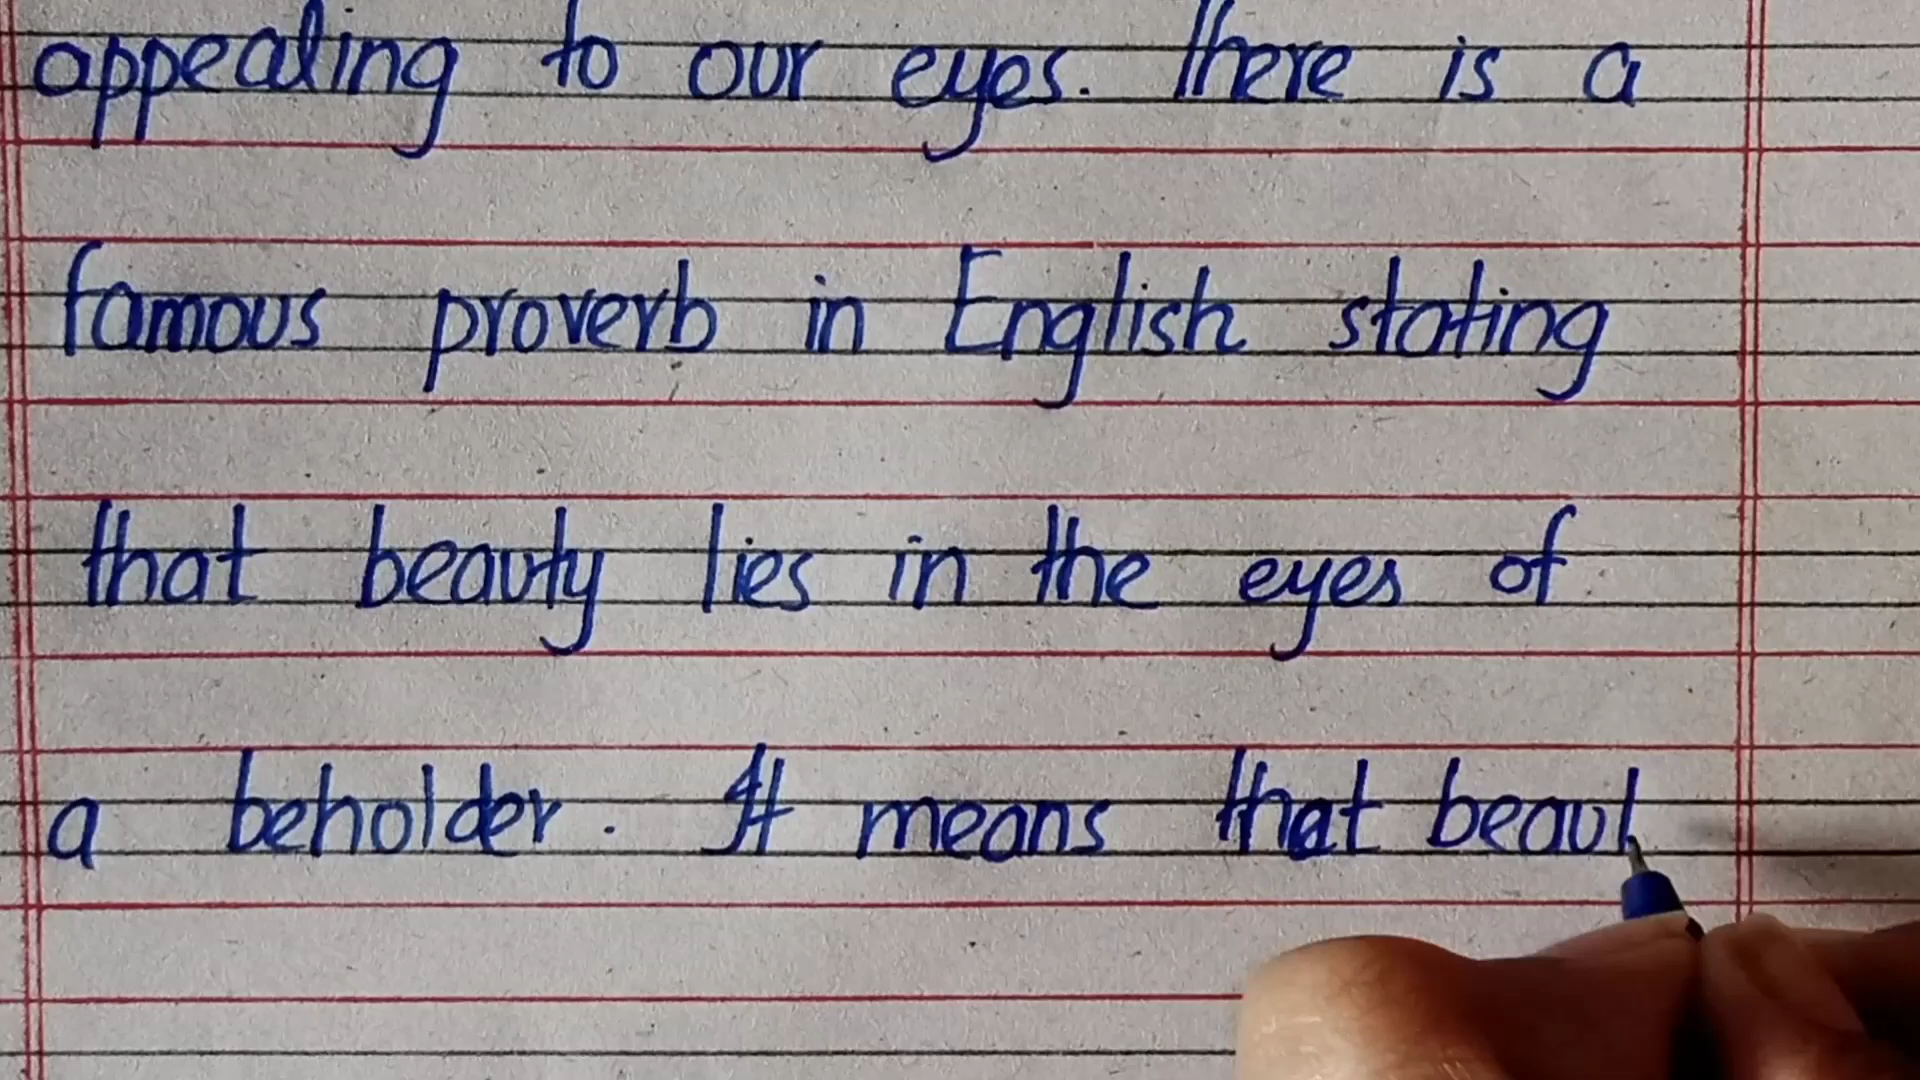 appealing to our eyes. There is a
famous proverb in English stating
that beauty lies in the eyes of
a beholder. It means that beaut